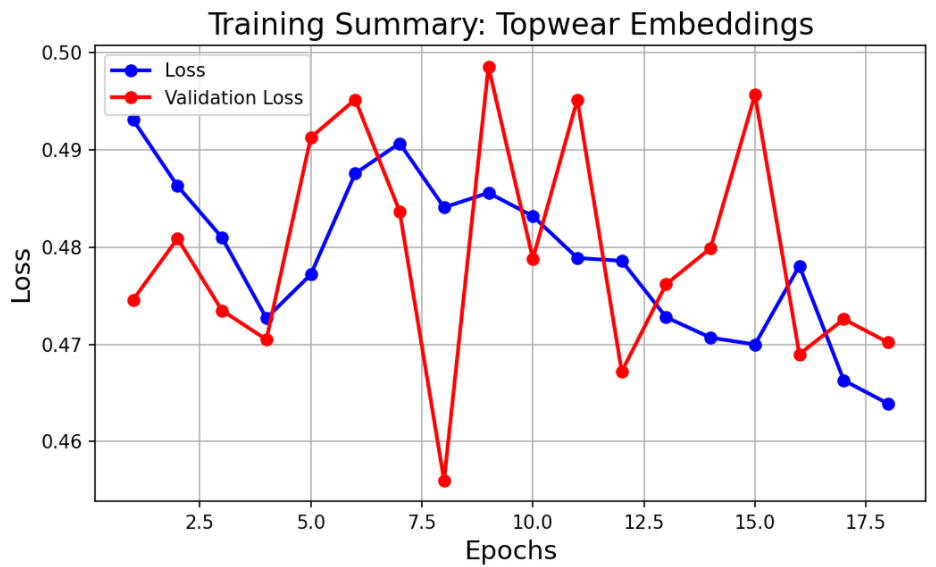 Training Summary: Topwear Embeddings
Loss
Validation Loss
0.50
0.49
0.48
0.47
0.46
Loss
2.5 5.0 7.5 10.0 12.5 15.0 17.5
Epochs